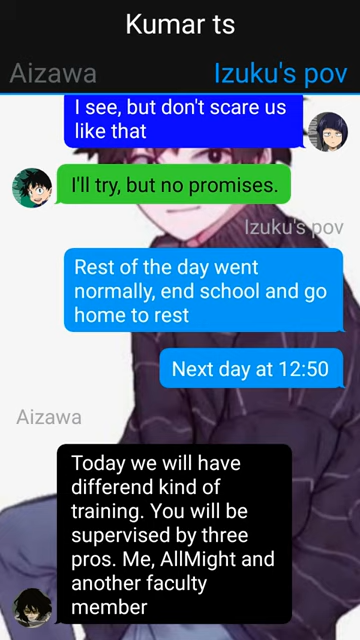 Kumar ts
Aizawa
Izuku's pov
I see, but don't scare us
like that
I'll try, but no promises.
Izuku's pov
Rest of the day went
normally, end school and go
home to rest
Next day at 12:50
Aizawa
Today we will have
differend kind of
training. You will be
supervised by three
pros. Me, AllMight and
another faculty
member